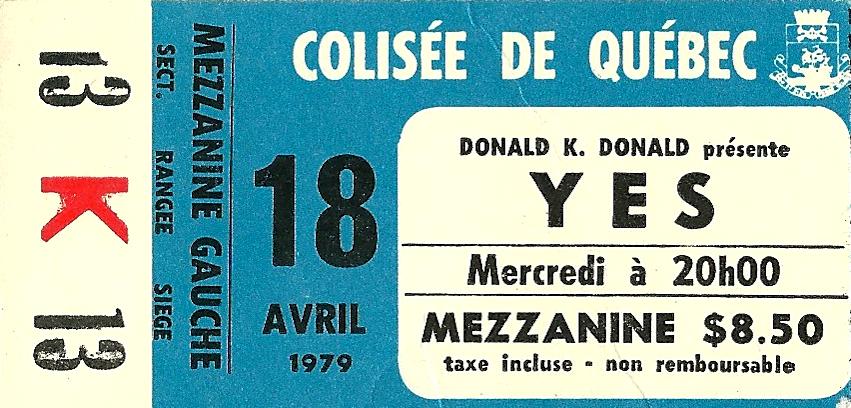 COLISÉE DE QUÉBEC
DONALD K. DONALD présente
YES
Mercredi à 20h00
MEZZANINE $8.50
taxe incluse - non remboursable
18
AVRIL
1979
MEZZANINE GAUCHE
SECT. RANGEE SIEGE
13 K 13